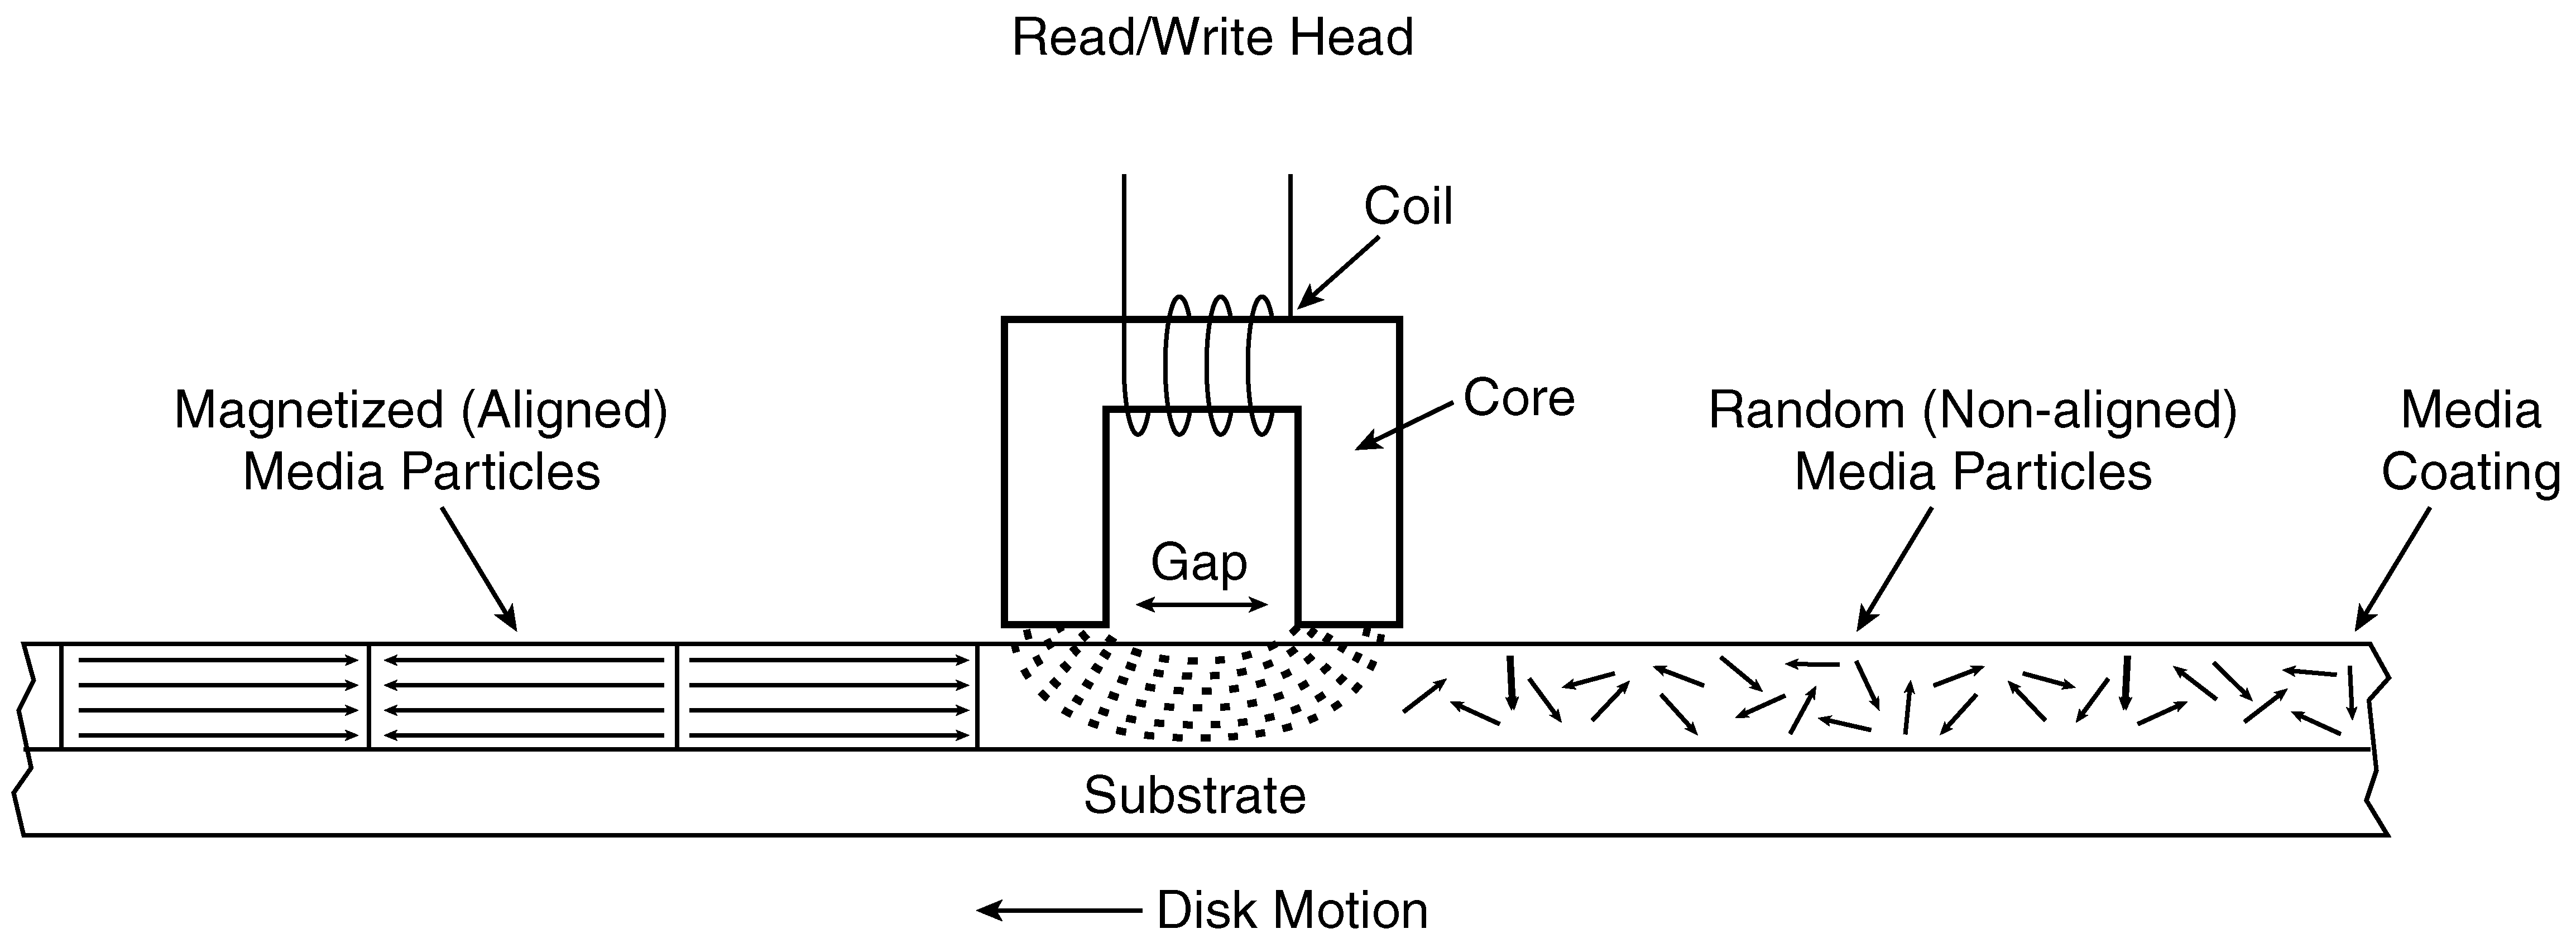 Read/Write Head
Coil
Core
Magnetized (Aligned)
Media Particles
Random (Non-aligned)
Media Particles
Media
Coating
Gap
Substrate
Disk Motion